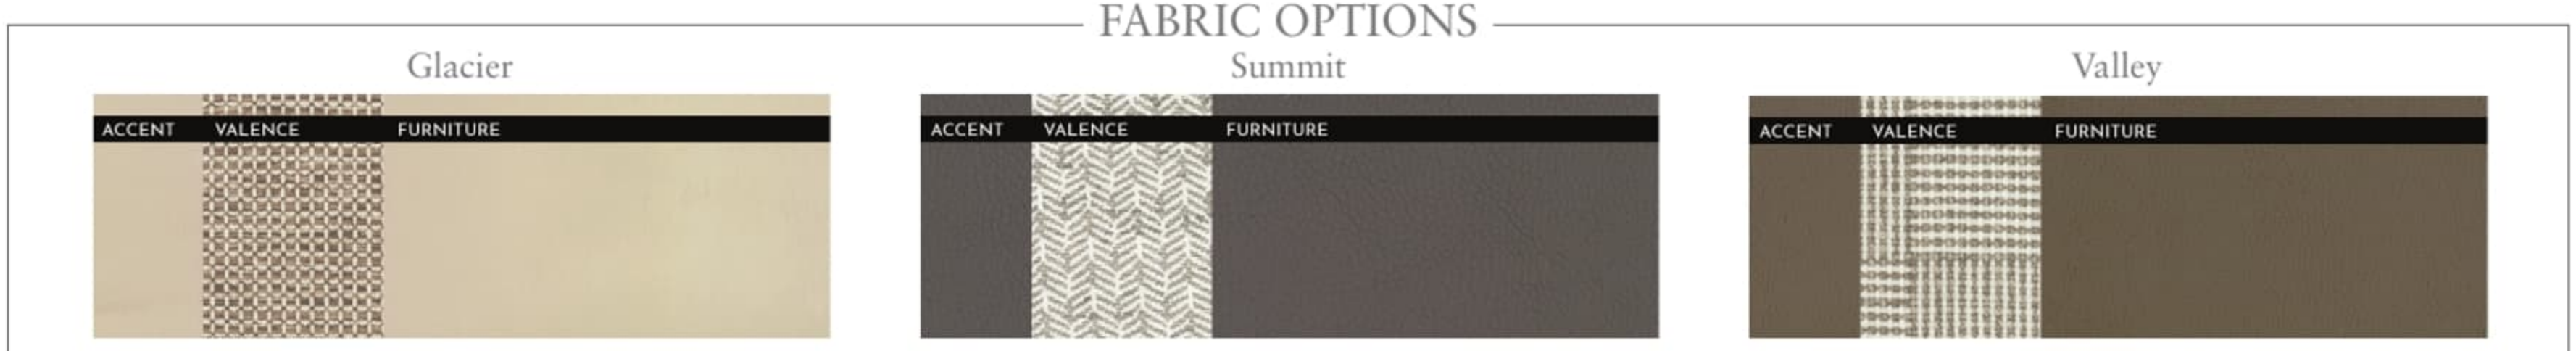 FABRIC OPTIONS
Glacier
ACCENT VALENCE FURNITURE
Summit
ACCENT VALENCE FURNITURE
Valley
ACCENT VALENCE FURNITURE